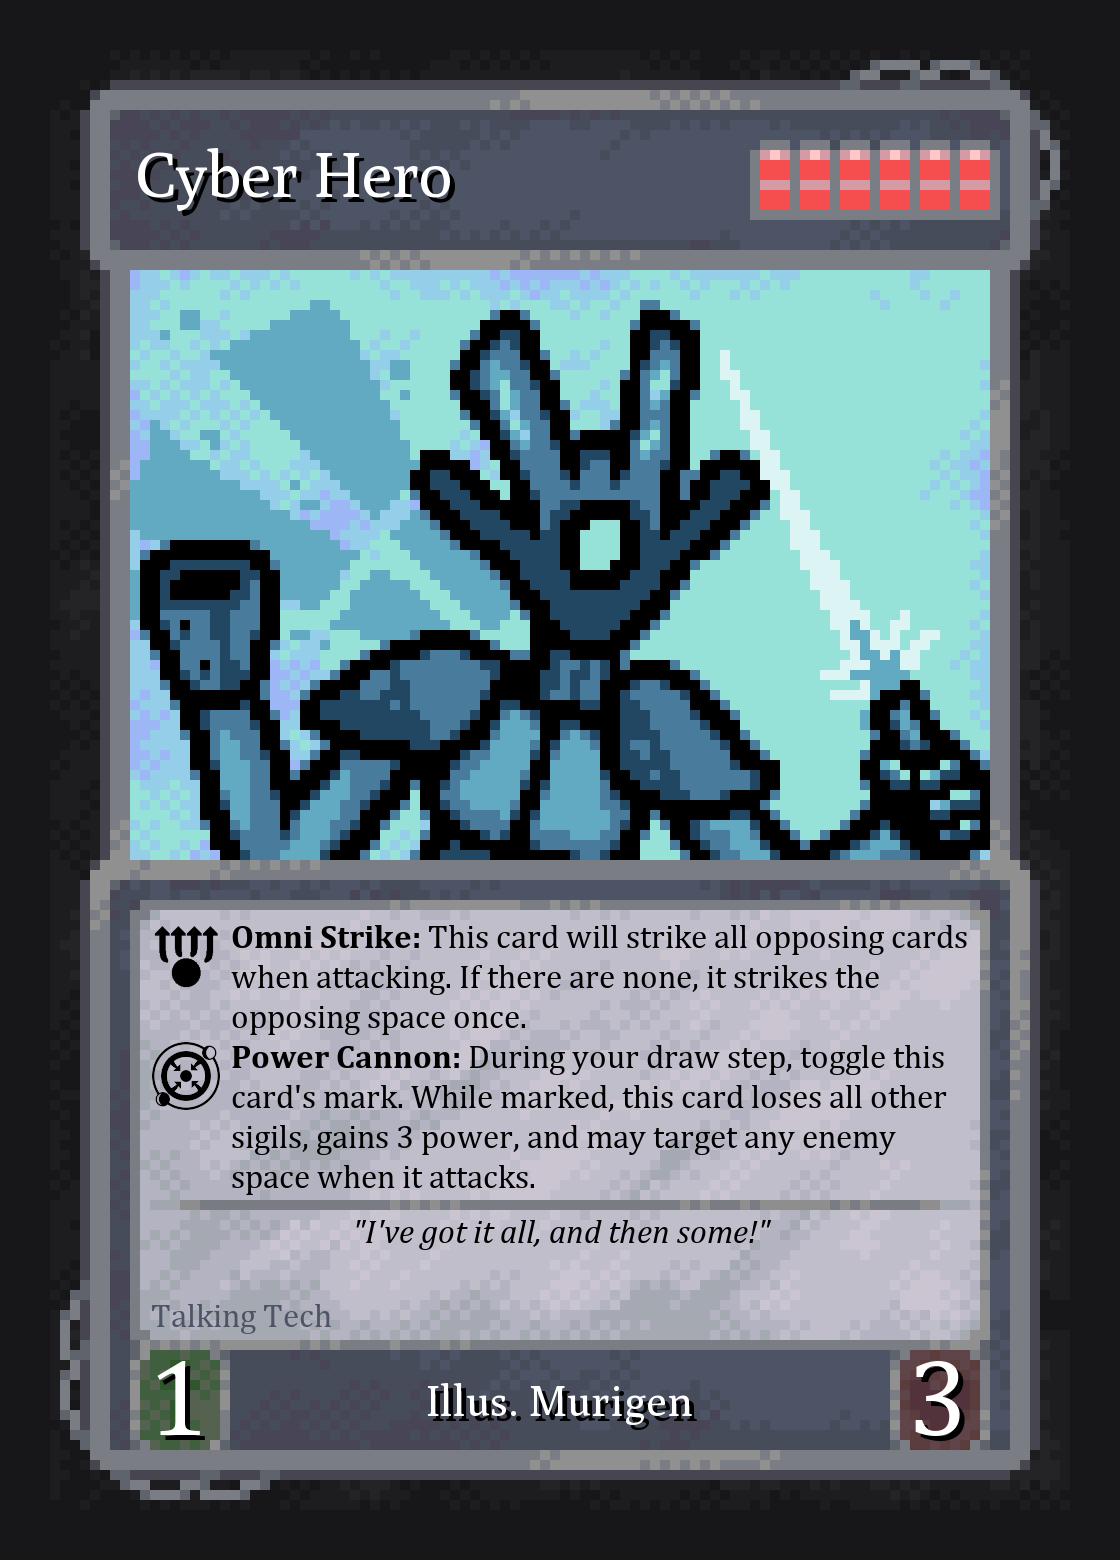 Cyber Hero
Omni Strike: This card will strike all opposing cards
when attacking. If there are none, it strikes the
opposing space once.
Power Cannon: During your draw step, toggle this
card's mark. While marked, this card loses all other
sigils, gains 3 power, and may target any enemy
space when it attacks.
"I've got it all, and then some!"
Talking Tech
1
Illus. Murigen
3